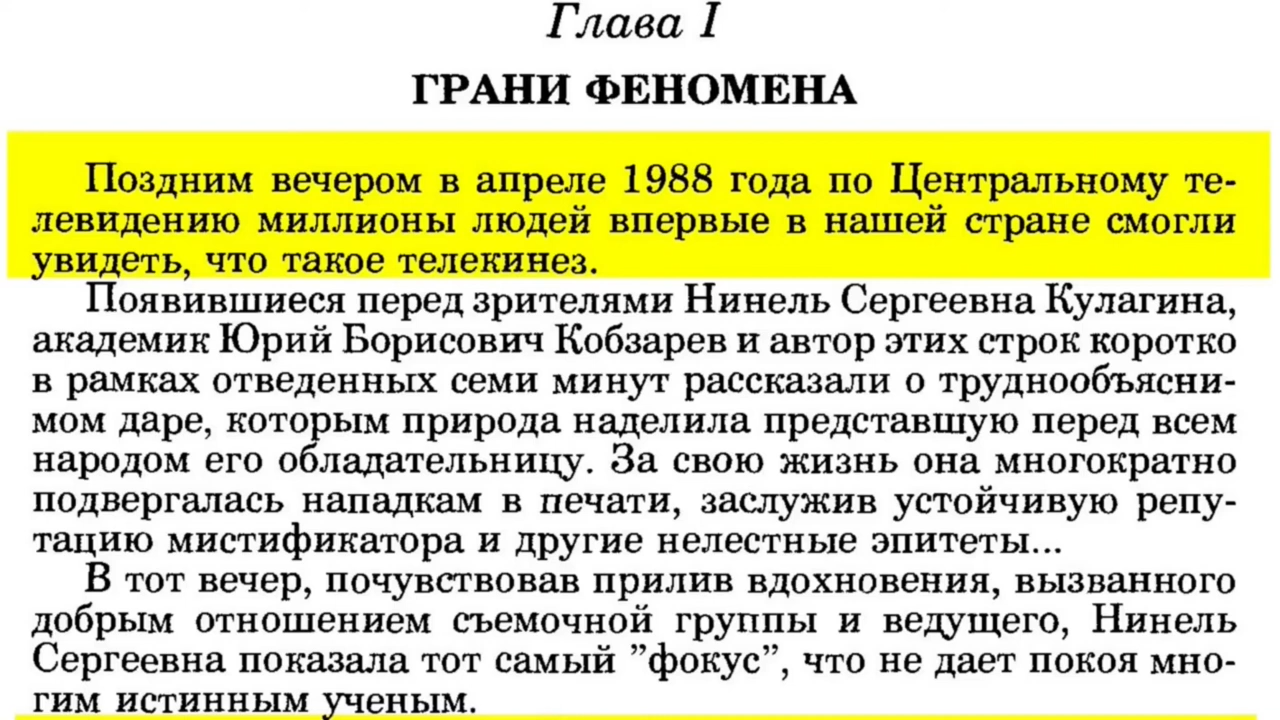 Глава I
ГРАНИ ФЕНОМЕНА
Поздним вечером в апреле 1988 года по Центральному те-
левидению миллионы людей впервые в нашей стране смогли
увидеть, что такое телекинез.
Появившиеся перед зрителями Нинель Сергеевна Кулагина,
академик Юрий Борисович Кобзарев и автор этих строк коротко
в рамках отведенных семи минут рассказали о труднообъясни-
мом даре, которым природа наделила представшую перед всем
народом его обладательницу. За свою жизнь она многократно
подвергалась нападкам в печати, заслужив устойчивую репу-
тацию мистификатора и другие нелестные эпитеты...
В тот вечер, почувствовав прилив вдохновения, вызванного
добрым отношением съемочной группы и ведущего, Нинель
Сергеевна показала тот самый ”фокус”, что не дает покоя мно-
гим истинным ученым.